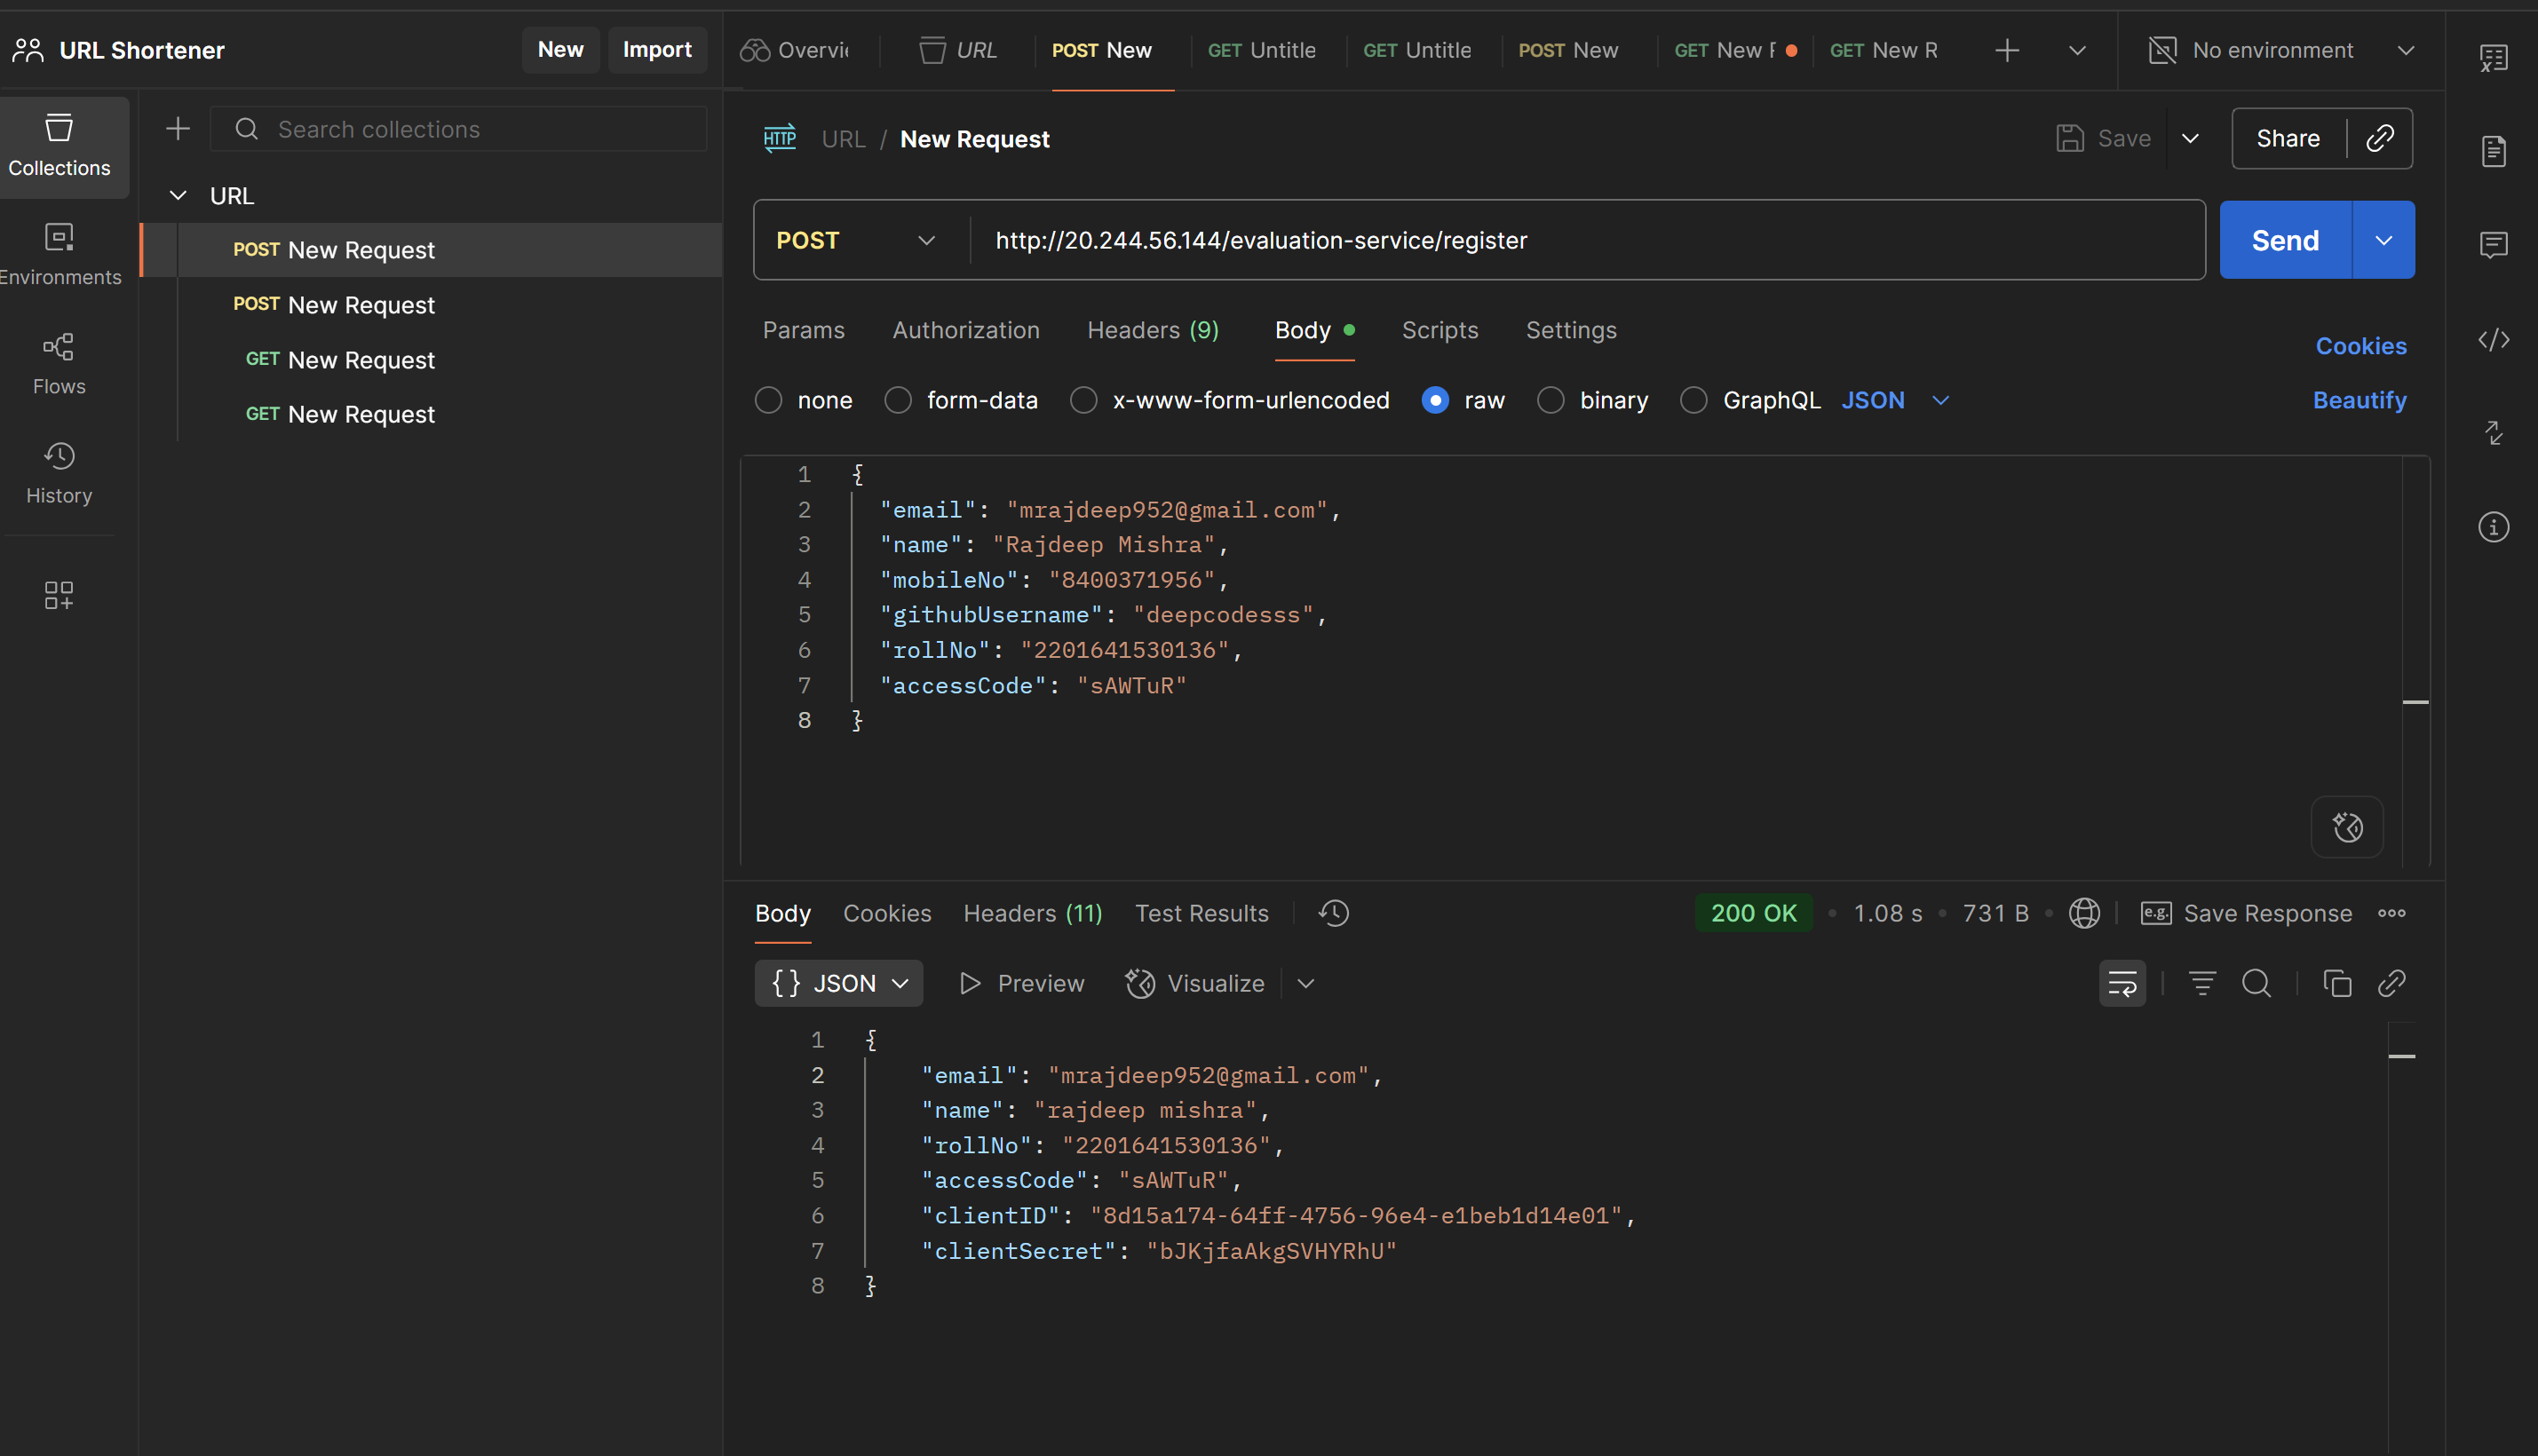 URL Shortener
New
Import
Overvi
URL
POST New
GET Untitle
GET Untitle
POST New
GET New
GET New R
No environment
Collections
Environments
Flows
History
Search collections
URL
POST New Request
POST New Request
GET New Request
GET New Request
HTTP URL / New Request
Save
Share
POST
http://20.244.56.144/evaluation-service/register
Send
Params
Authorization
Headers (9)
Body
Scripts
Settings
Cookies
none
form-data
x-www-form-urlencoded
raw
binary
GraphQL
JSON
Beautify
1 {
2 "email": "mrajdeep952@gmail.com",
3 "name": "Rajdeep Mishra",
4 "mobileNo": "8400371956",
5 "githubUsername": "deepcodesss",
6 "rollNo": "2201641530136",
7 "accessCode": "sAWTuR"
8 }
Body
Cookies
Headers (11)
Test Results
200 OK
1.08 s
731 B
e.g. Save Response
{} JSON
Preview
Visualize
1 {
2 "email": "mrajdeep952@gmail.com",
3 "name": "rajdeep mishra",
4 "rollNo": "2201641530136",
5 "accessCode": "sAWTuR",
6 "clientID": "8d15a174-64ff-4756-96e4-e1beb1d14e01",
7 "clientSecret": "bJKjfaAkgSVHYRhU"
8 }